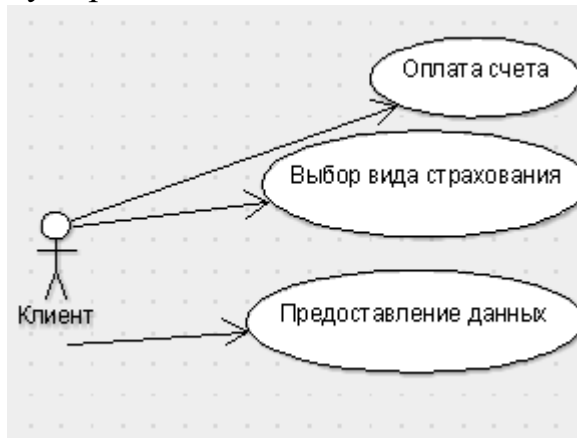 Оплата счета
Выбор вида страхования
Клиент
Предоставление данных